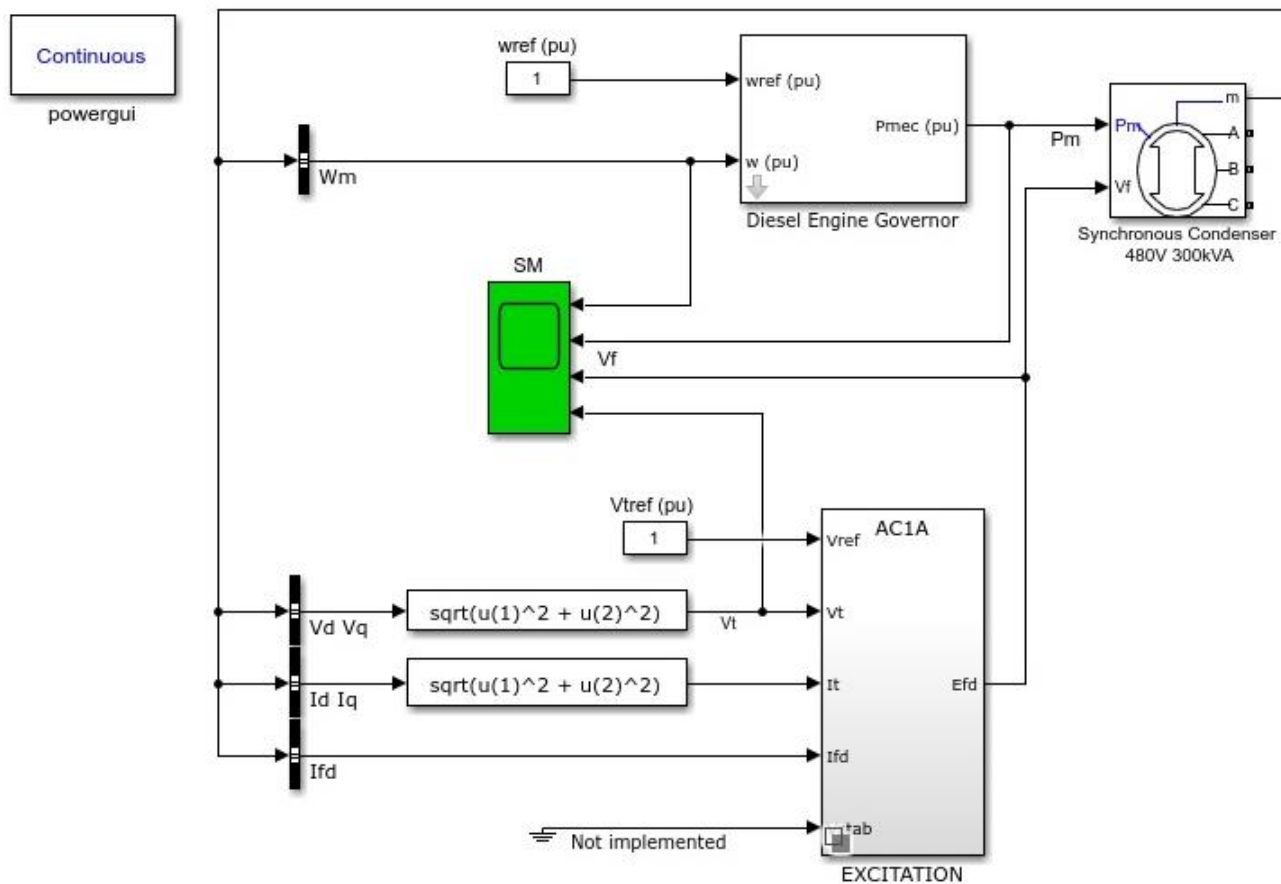 Continuous
powergui
wref (pu)
1
wref (pu)
Pmec (pu)
w (pu)
Diesel Engine Governor
Wm
Pm
m
Pm
A
B
Vf
C
Synchronous Condenser
480V 300kVA
SM
Vf
Vtref (pu)
1
AC1A
Vref
Vd Vq
sqrt(u(1)^2 + u(2)^2)
Vt
Vt
Id Iq
sqrt(u(1)^2 + u(2)^2)
It
Efd
Ifd
Ifd
Not implemented
EXCITATION